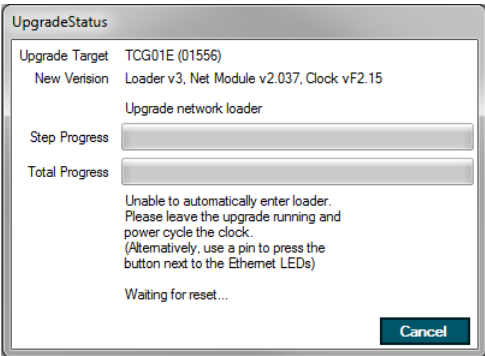 UpgradeStatus
Upgrade Target TCG01E (01556)
New Verision Loader v3, Net Module v2.037, Clock vF2.15
Upgrade network loader
Step Progress
Total Progress
Unable to automatically enter loader.
Please leave the upgrade running and
power cycle the clock.
(Alternatively, use a pin to press the
button next to the Ethernet LEDs)
Waiting for reset...
Cancel